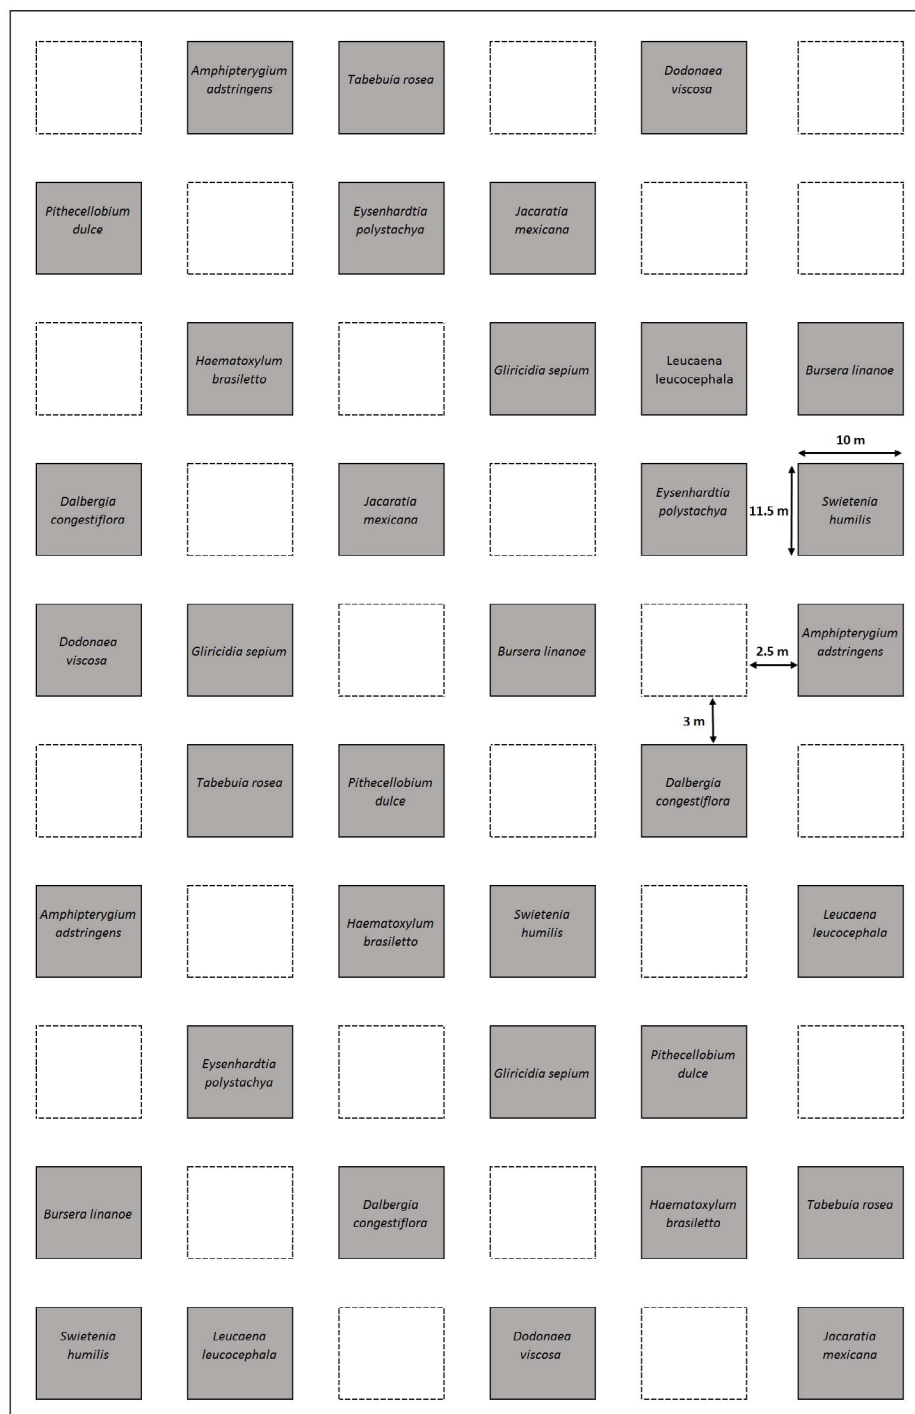 Amphipterygium
adstringens
Tabebuia rosea
Dodonaea
viscosa
Pithecellobium
dulce
Eysenhardtia
polystachya
Jacaratia
mexicana
Haematoxylum
brasiletto
Gliricidia sepium
Leucaena
leucocephala
Bursera linanoe
10 m
Dalbergia
congestiflora
Jacaratia
mexicana
Eysenhardtia
polystachya
11.5 m
Swietenia
humilis
Dodonaea
viscosa
Gliricidia sepium
Bursera linanoe
2.5 m
Amphipterygium
adstringens
3 m
Tabebuia rosea
Pithecellobium
dulce
Dalbergia
congestiflora
Amphipterygium
adstringens
Haematoxylum
brasiletto
Swietenia
humilis
Leucaena
leucocephala
Eysenhardtia
polystachya
Gliricidia sepium
Pithecellobium
dulce
Bursera linanoe
Dalbergia
congestiflora
Haematoxylum
brasiletto
Tabebuia rosea
Swietenia
humilis
Leucaena
leucocephala
Dodonaea
viscosa
Jacaratia
mexicana